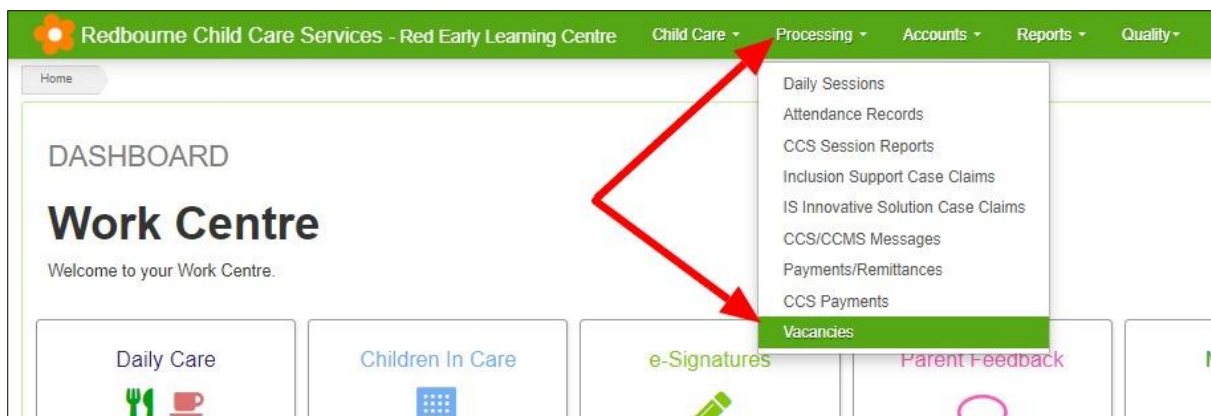 Redbourne Child Care Services - Red Early Learning Centre Child Care Processing Accounts Reports Quality
Home
Daily Sessions
Attendance Records
CCS Session Reports
Inclusion Support Case Claims
IS Innovative Solution Case Claims
CCS/CCMS Messages
Payments/Remittances
CCS Payments
Vacancies
DASHBOARD
Work Centre
Welcome to your Work Centre.
Daily Care
Children In Care
e-Signatures
Parent Feedback